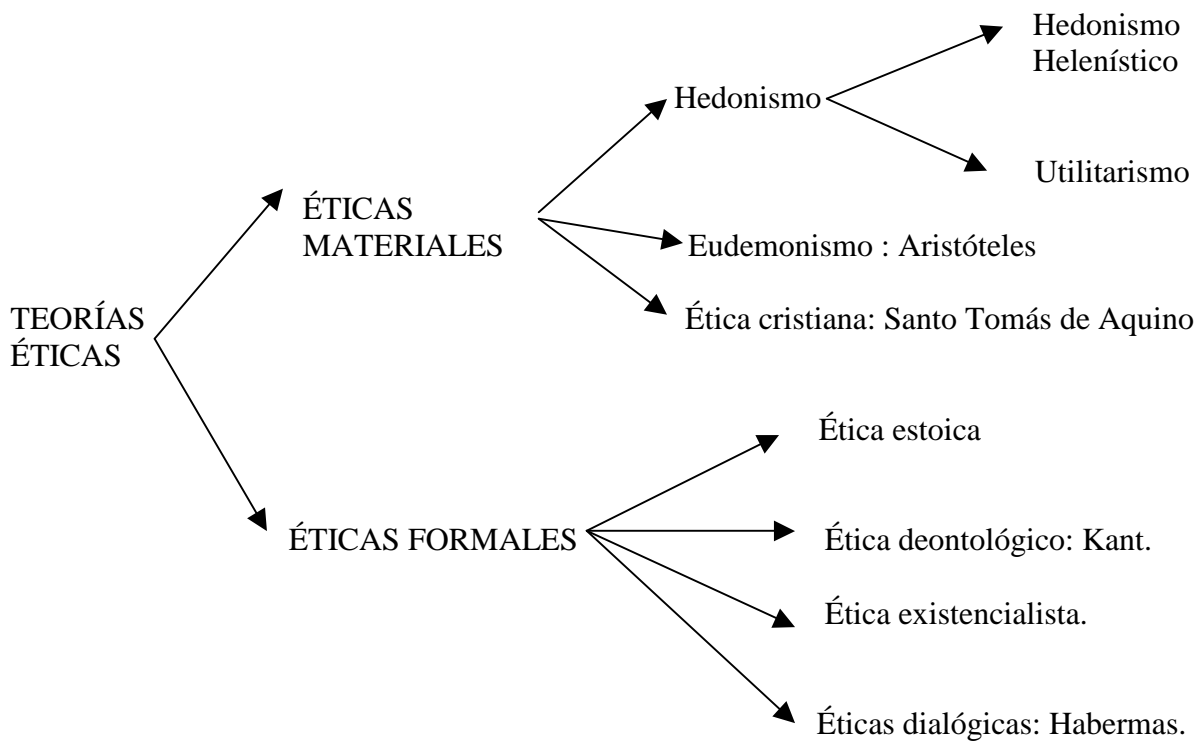 Hedonismo
Helenístico
Hedonismo
Utilitarismo
ÉTICAS
MATERIALES
Eudemonismo : Aristóteles
Ética cristiana: Santo Tomás de Aquino
TEORÍAS
ÉTICAS
Ética estoica
ÉTICAS FORMALES
Ética deontológico: Kant.
Ética existencialista.
Éticas dialógicas: Habermas.